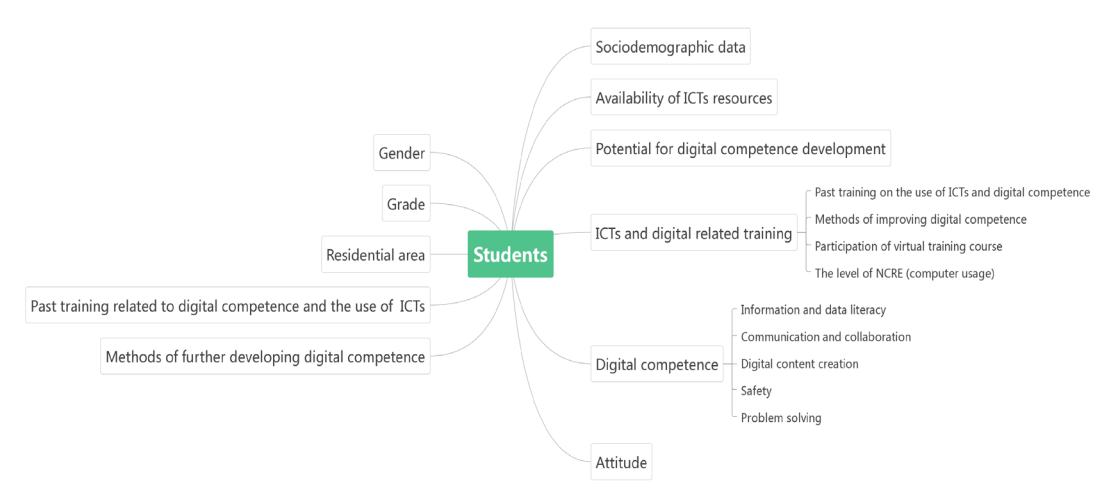 Sociodemographic data
Availability of ICTs resources
Potential for digital competence development
ICTs and digital related training
Past training on the use of ICTs and digital competence
Methods of improving digital competence
Participation of virtual training course
The level of NCRE (computer usage)
Digital competence
Information and data literacy
Communication and collaboration
Digital content creation
Safety
Problem solving
Attitude
Students
Gender
Grade
Residential area
Past training related to digital competence and the use of ICTs
Methods of further developing digital competence